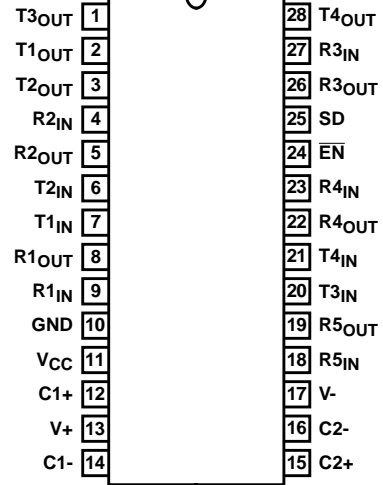 T3OUT 1 28 T4OUT
T1OUT 2 27 R3IN
T2OUT 3 26 R3OUT
R2IN 4 25 SD
R2OUT 5 24 E̅N̅
T2IN 6 23 R4IN
T1IN 7 22 R4OUT
R1OUT 8 21 T4IN
R1IN 9 20 T3IN
GND 10 19 R5OUT
VCC 11 18 R5IN
C1+ 12 17 V-
V+ 13 16 C2-
C1- 14 15 C2+